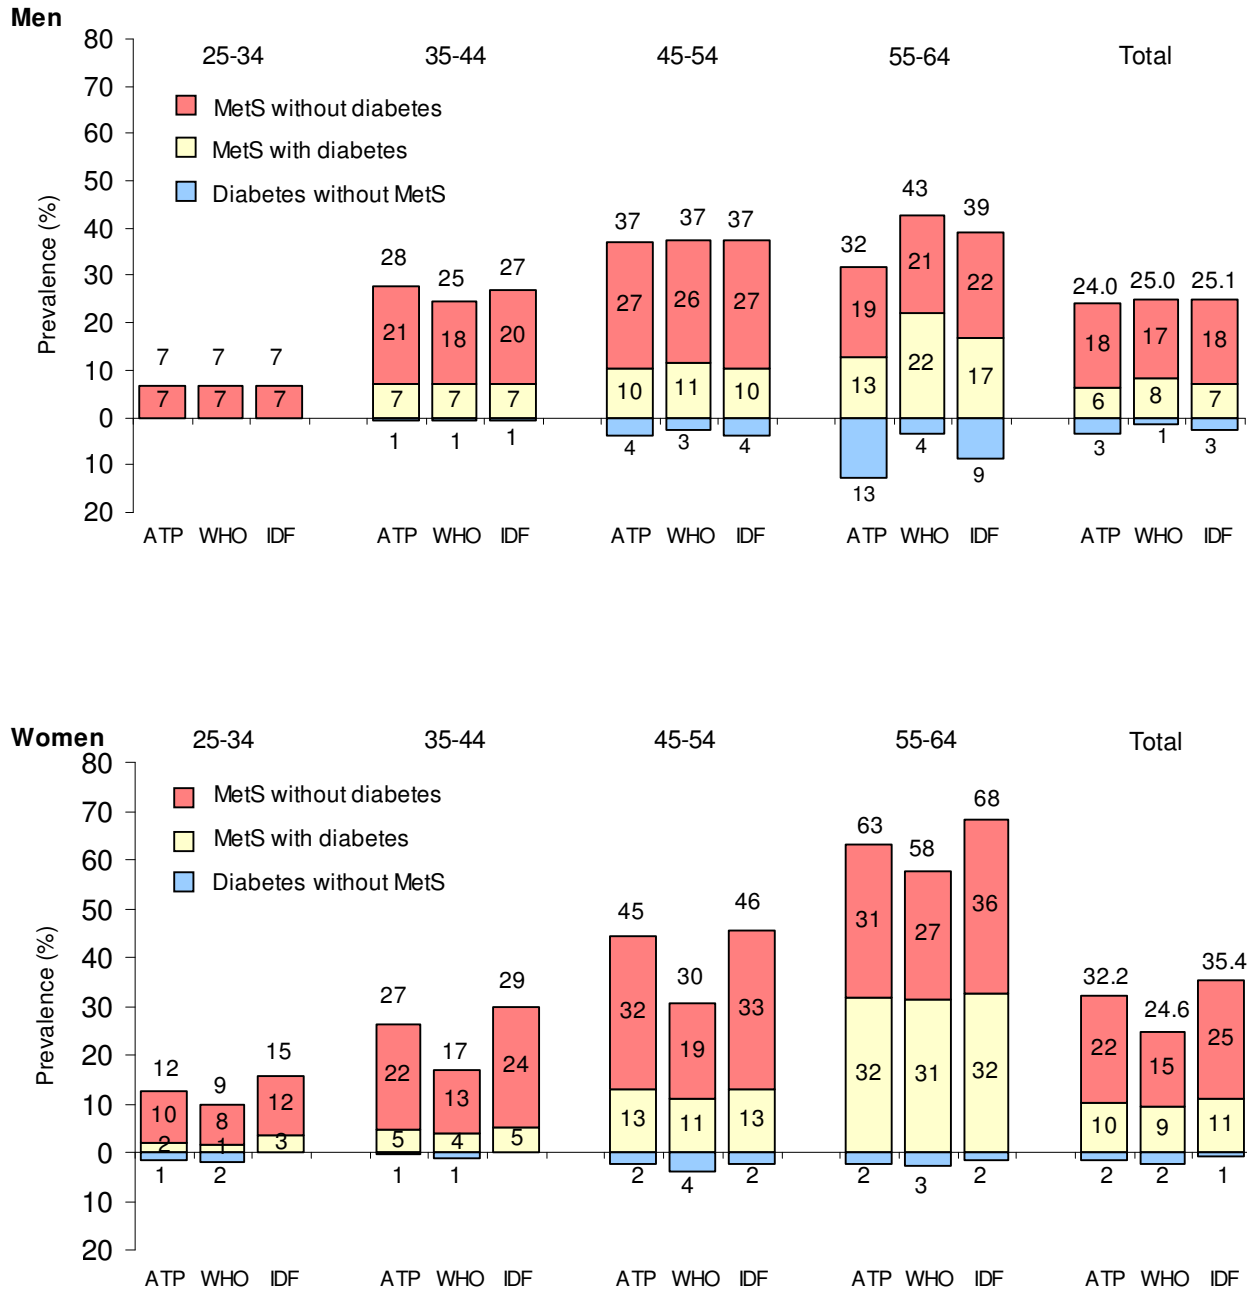 Men
80 25-34 35-44 45-54 55-64 Total
70
MetS without diabetes
60
MetS with diabetes
50
Diabetes without MetS
43
40 28 25 27 37 37 37 32 39 24.0 25.0 25.1
30
21 18 20 27 26 27 19 21 22 18 17 18
20
7 7 7
10
7 7 7 7 7 7 10 11 10 13 22 17 6 8 7
0
1 1 1 4 3 4 13 4 9 3 1 3
10
20
Prevalence (%)
ATP WHO IDF ATP WHO IDF ATP WHO IDF ATP WHO IDF ATP WHO IDF
Women
80 25-34 35-44 45-54 55-64 Total
70
MetS without diabetes
60
MetS with diabetes
50
Diabetes without MetS
63 58 68
40
45 30 46
30
27 17 29 32.2 24.6 35.4
20
12 9 15
31 27 36
32 19 33
22 13 24 22 15 25
10
10 8 12
2 1 3 5 4 5 13 11 13 32 31 32 10 9 11
0
1 2 1 1 2 4 2 2 3 2 2 2 1
10
20
Prevalence (%)
ATP WHO IDF ATP WHO IDF ATP WHO IDF ATP WHO IDF ATP WHO IDF